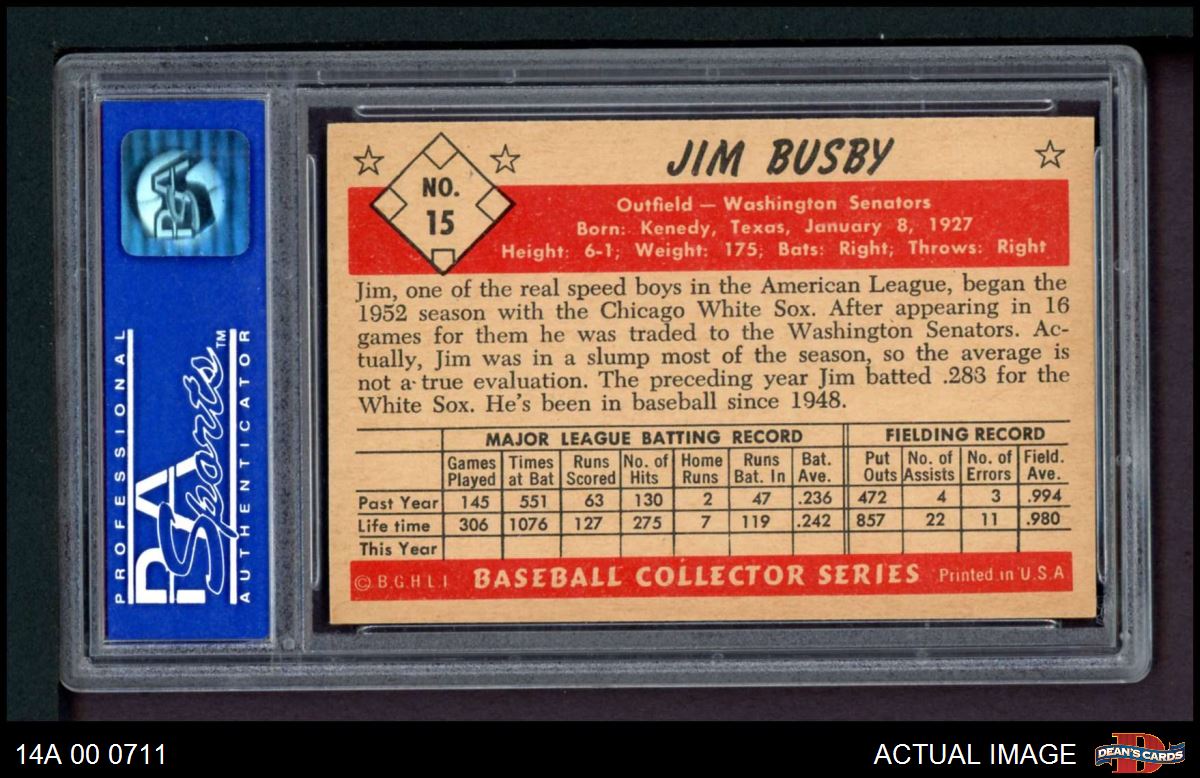 JIM BUSBY
NO.
15
Outfield — Washington Senators
Born: Kenedy, Texas, January 8, 1927
Height: 6-1; Weight: 175; Bats: Right; Throws: Right
Jim, one of the real speed boys in the American League, began the
1952 season with the Chicago White Sox. After appearing in 16
games for them he was traded to the Washington Senators. Ac-
tually, Jim was in a slump most of the season, so the average is
not a true evaluation. The preceding year Jim batted .283 for the
White Sox. He's been in baseball since 1948.
MAJOR LEAGUE BATTING RECORD FIELDING RECORD
Games Times Runs No. of Home Runs Bat. Put No. of No. of Field.
Played at Bat Scored Hits Runs Bat. In Ave. Outs Assists Errors Ave.
Past Year 145 551 63 130 2 47 .236 472 4 3 .994
Life time 306 1076 127 275 7 119 .242 857 22 11 .980
This Year
© B.G.H.L.I BASEBALL COLLECTOR SERIES Printed in U.S.A
PSA
PROFESSIONAL
PSA Sports™
AUTHENTICATOR
14A 00 0711
ACTUAL IMAGE
DEAN'S CARDS